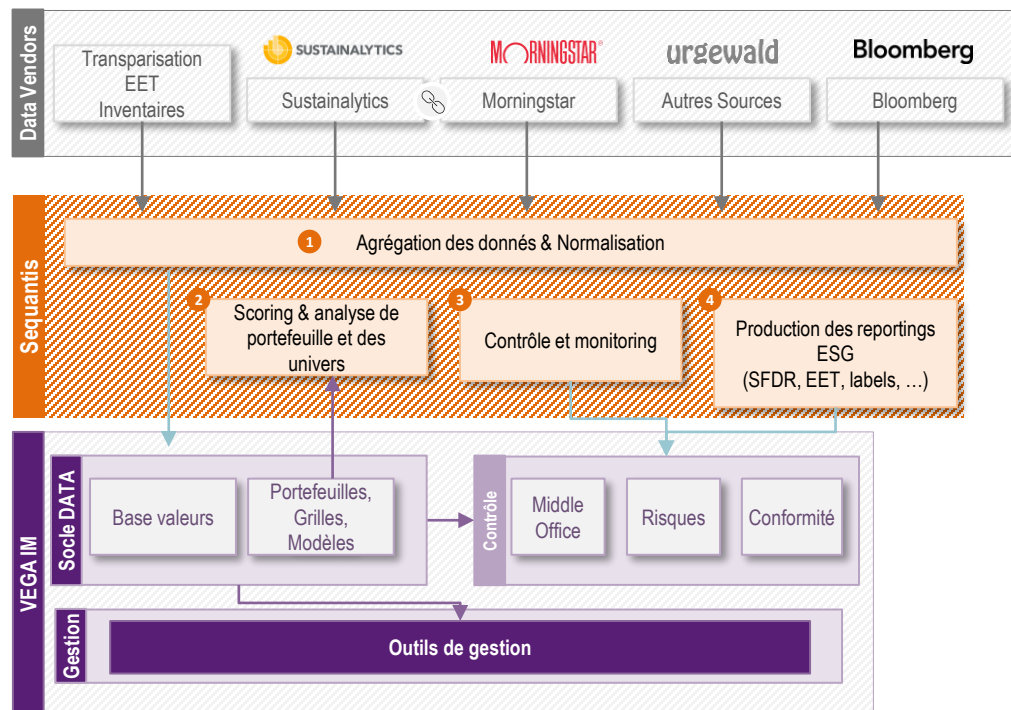 Data Vendors
SUSTAINALYTICS
MORNINGSTAR®
urgewald
Bloomberg
Transparisation
EET
Inventaires
Sustainalytics
Morningstar
Autres Sources
Bloomberg
Sequantis
1
Agrégation des donnés & Normalisation
2
Scoring & analyse de
portefeuille et des
univers
3
Contrôle et monitoring
4
Production des reportings
ESG
(SFDR, EET, labels, …)
VEGA IM
Socle DATA
Base valeurs
Portefeuilles,
Grilles,
Modèles
Contrôle
Middle
Office
Risques
Conformité
Gestion
Outils de gestion